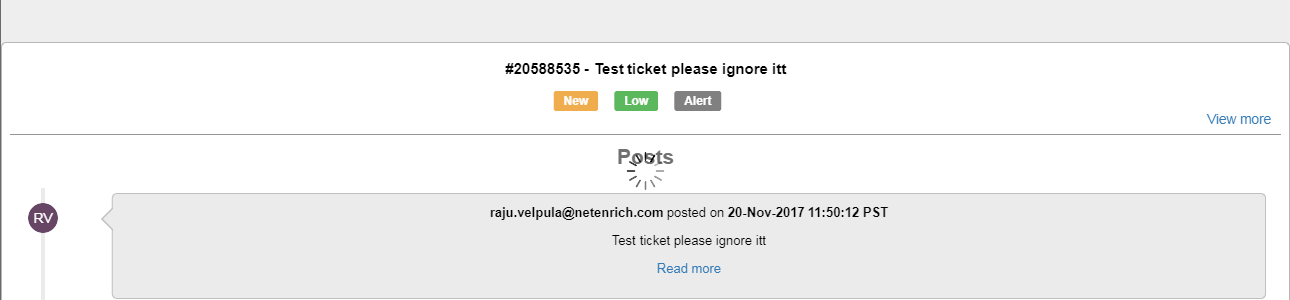 #20588535 - Test ticket please ignore itt
New Low Alert
View more
Posts
RV
raju.velpula@netenrich.com posted on 20-Nov-2017 11:50:12 PST
Test ticket please ignore itt
Read more